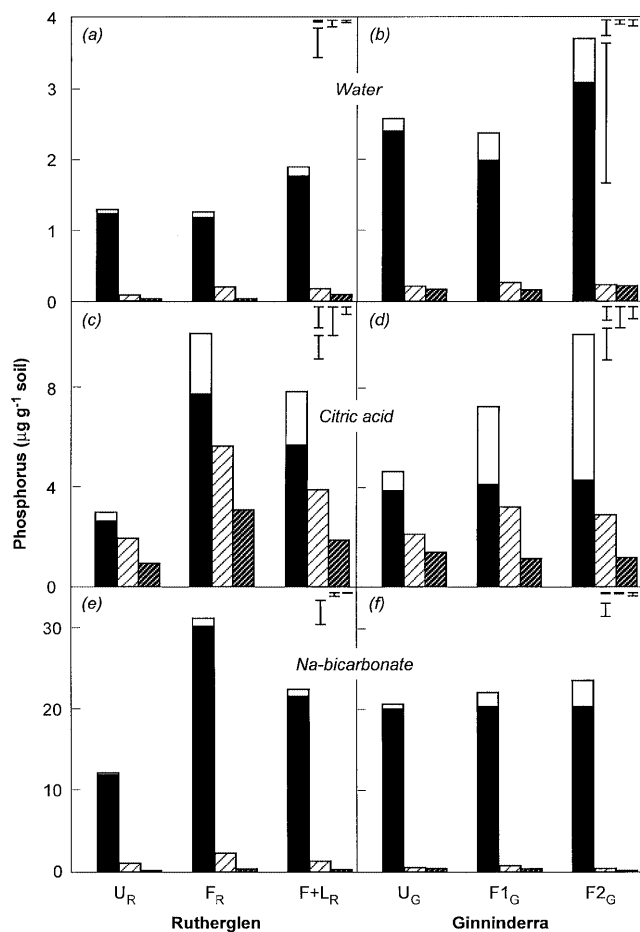 4
(a)
(b)
3
Water
2
1
0
(c)
(d)
8
Citric acid
4
0
Phosphorus (µg g⁻¹ soil)
(e)
(f)
30
Na-bicarbonate
20
10
0
U_R F_R F+L_R U_G F1_G F2_G
Rutherglen Ginninderra